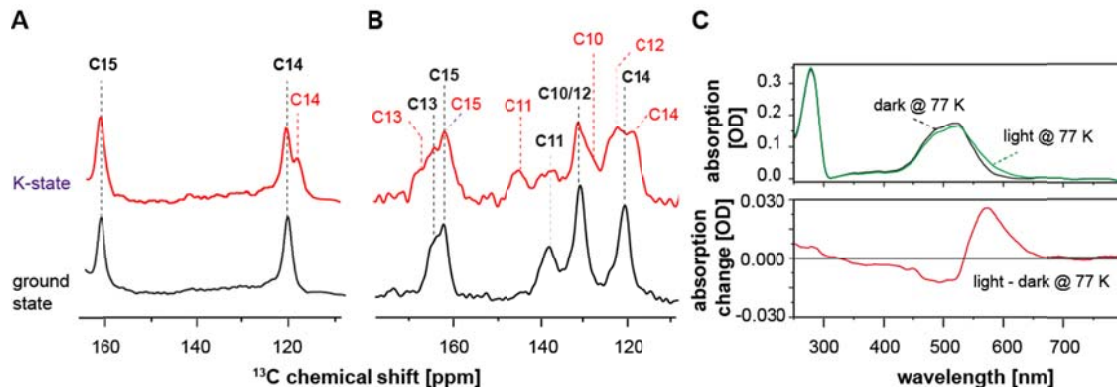 A
C15
C14
C14
K-state
ground
state
160
140
120
B
C15
C13
C13
C15
C11
C11
C10/12
C10
C12
C14
C14
160
140
120
¹³C chemical shift [ppm]
C
absorption
[OD]
0.3
0.2
0.1
0.0
dark @ 77 K
light @ 77 K
absorption
change [OD]
0.030
0.000
-0.030
light - dark @ 77 K
300
400
500
600
700
wavelength [nm]